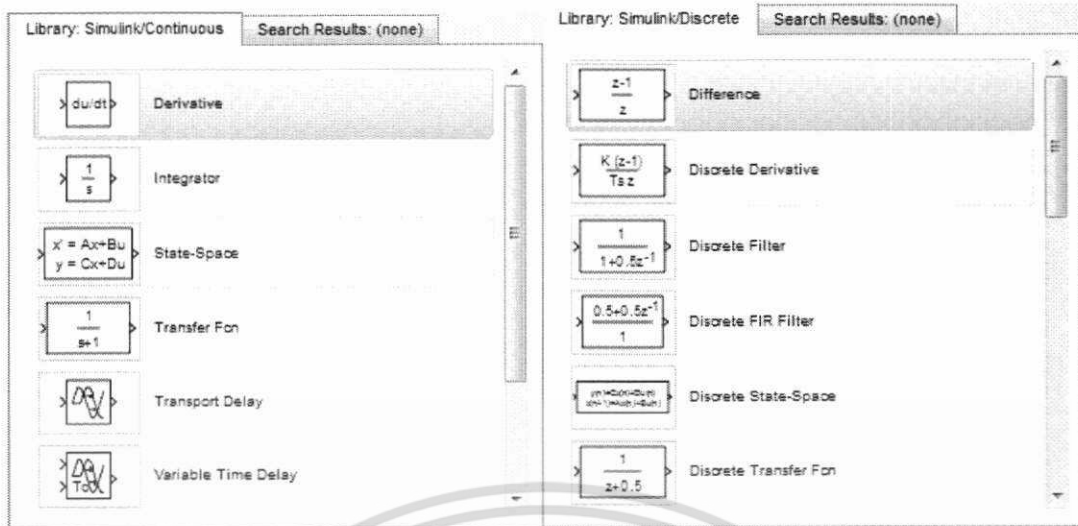 Library: Simulink/Continuous
Search Results: (none)
du/dt
Derivative
1
s
Integrator
x' = Ax+Bu
y = Cx+Du
State-Space
1
s+1
Transfer Fcn
Transport Delay
To
Variable Time Delay
Library: Simulink/Discrete
Search Results: (none)
z-1
z
Difference
K (z-1)
Ts z
Discrete Derivative
1
1+0.5z⁻¹
Discrete Filter
0.5+0.5z⁻¹
1
Discrete FIR Filter
Discrete State-Space
1
z+0.5
Discrete Transfer Fcn